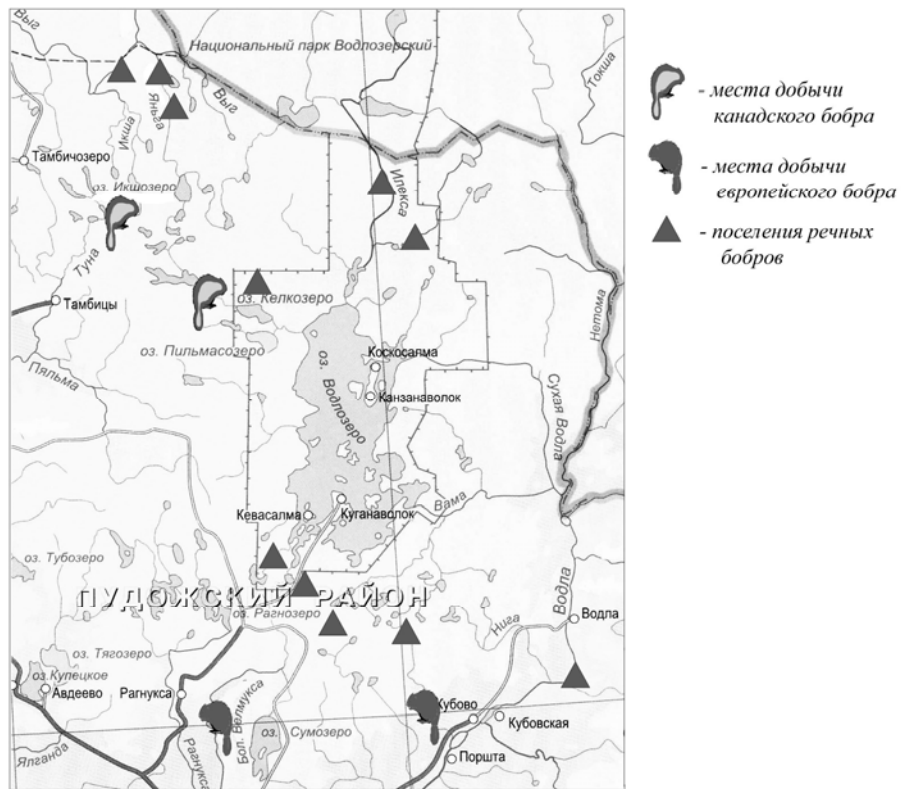 Выг
Национальный парк Водлозерский
Токша
Выг
Яньга
Икша
Тамбичозеро
оз. Икшозеро
Илекса
Туна
Тамбицы
оз. Келкозеро
Нетома
оз. Пильмасозеро
Коскосалма
Пяльма
оз. Водлозеро
Канзанаволок
Сухая Водла
Кевасалма
Куганаволок
Вама
оз. Тубозеро
Водла
ПУДОЖСКИЙ РАЙОН
оз. Рагнозеро
Нига
Водла
оз. Тягозеро
оз.Купецкое
Авдеево
Рагнукса
Бол. Велмукса
Кубово
Кубовская
оз. Сумозеро
Рагнукса
Ялганда
Поршта
- места добычи
канадского бобра
- места добычи
европейского бобра
- поселения речных
бобров